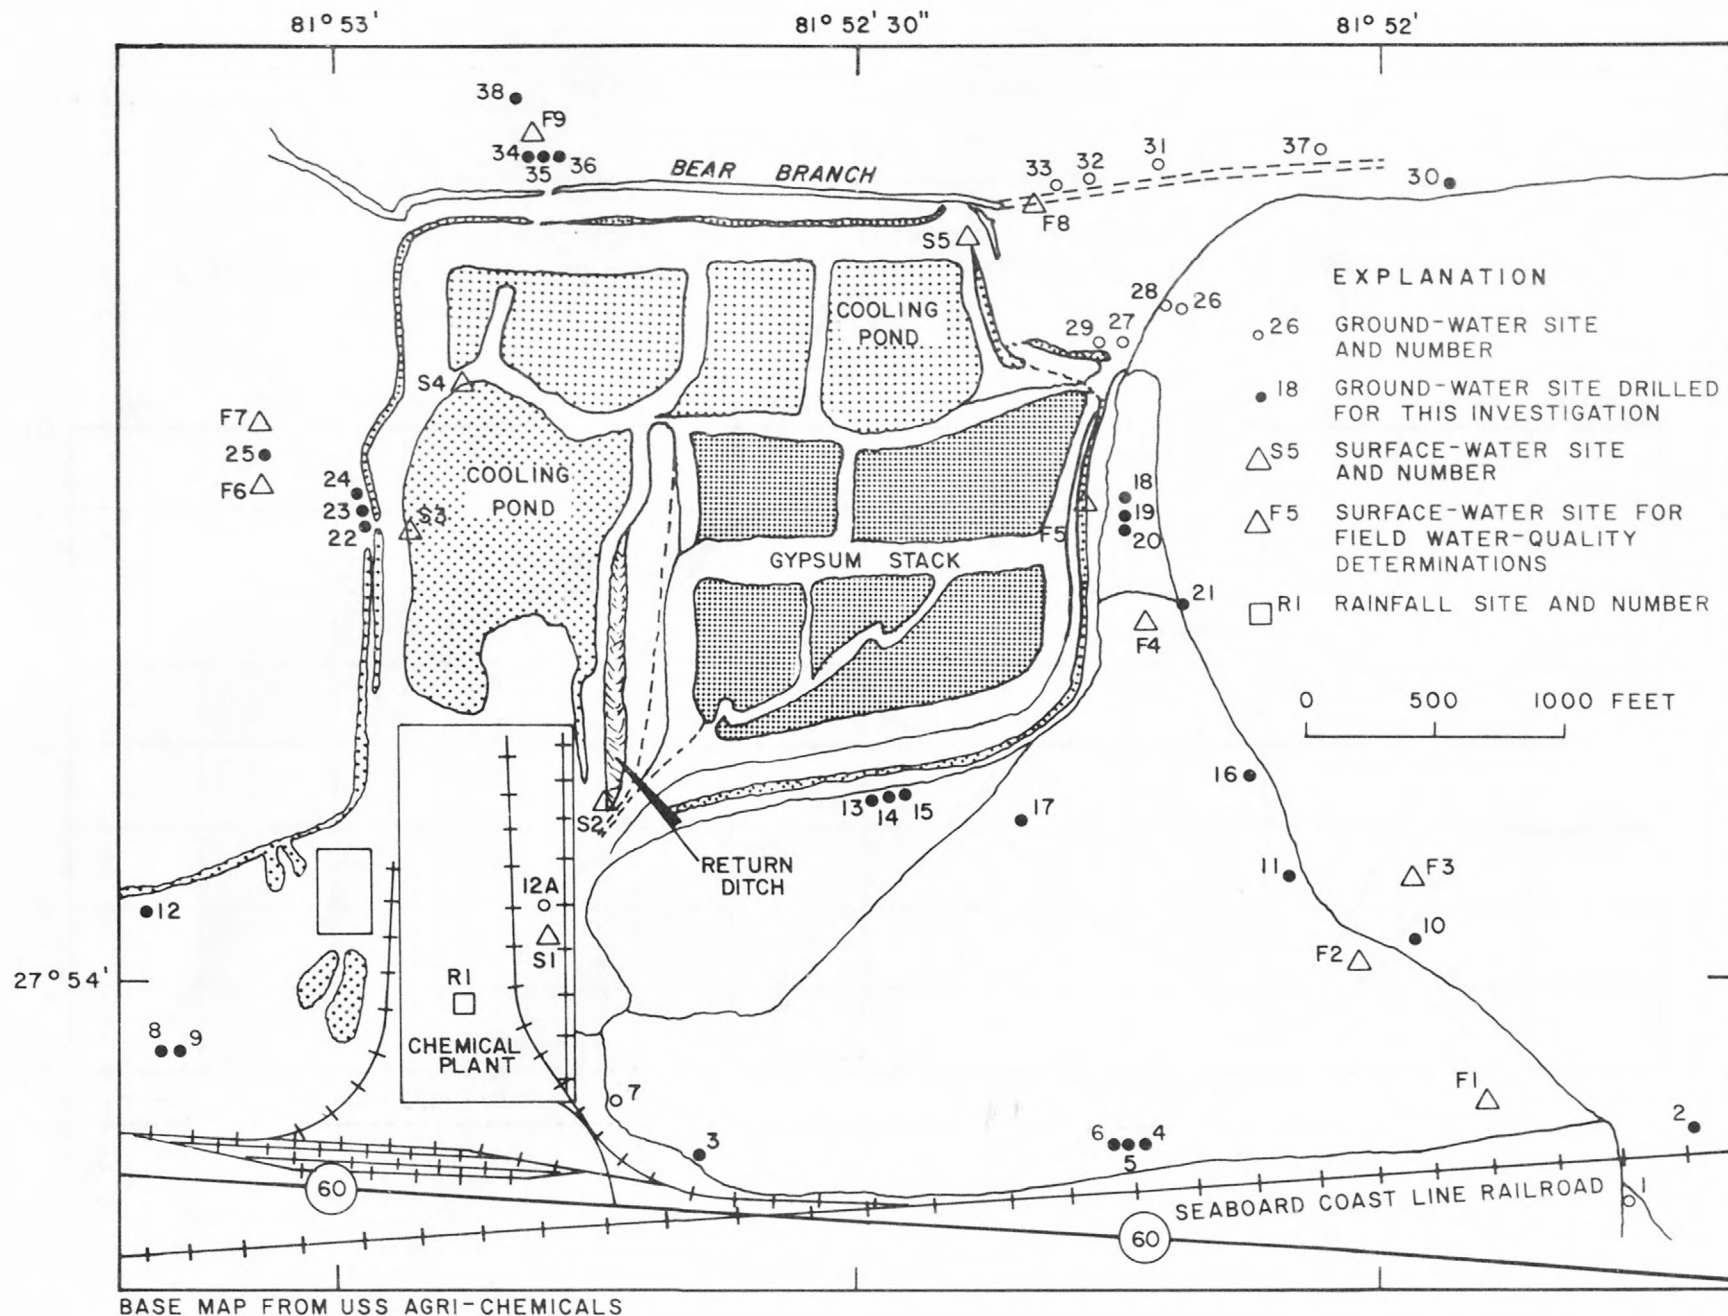 81° 53'
81° 52' 30"
81° 52'
38
F9
34
35
36
BEAR BRANCH
33
32
31
37
30
F8
S5
28
26
29
27
COOLING
POND
S4
F7
25
F6
24
23
22
S3
COOLING
POND
GYPSUM STACK
F5
18
19
20
21
F4
EXPLANATION
26 GROUND-WATER SITE
AND NUMBER
18 GROUND-WATER SITE DRILLED
FOR THIS INVESTIGATION
S5 SURFACE-WATER SITE
AND NUMBER
F5 SURFACE-WATER SITE FOR
FIELD WATER-QUALITY
DETERMINATIONS
R1 RAINFALL SITE AND NUMBER
0 500 1000 FEET
16
S2
13
14
15
17
RETURN
DITCH
11
F3
10
F2
12
12A
S1
R1
27° 54'
8
9
CHEMICAL
PLANT
7
3
6
4
5
F1
2
1
60
SEABOARD COAST LINE RAILROAD
60
BASE MAP FROM USS AGRI-CHEMICALS